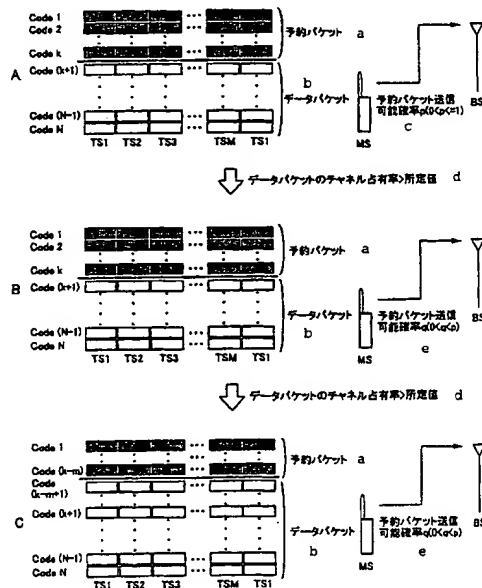 Code 1
Code 2
Code k
Code (k+1)
Code (N-1)
Code N
TS1 TS2 TS3 TSM TS1
A
予約パケット a
b
データパケット
予約パケット送信
可能確率p(0<p<=1)
c
MS
BS
データパケットのチャネル占有率>所定値 d
Code 1
Code 2
Code k
Code (k+1)
Code (N-1)
Code N
TS1 TS2 TS3 TSM TS1
B
予約パケット a
データパケット
b
予約パケット送信
可能確率q(0<q<p)
e
MS
BS
データパケットのチャネル占有率>所定値 d
Code 1
Code (k-m)
Code
(k-m+1)
Code (k+1)
Code (N-1)
Code N
TS1 TS2 TS3 TSM TS1
C
予約パケット a
データパケット
b
予約パケット送信
可能確率q(0<q<p)
e
MS
BS